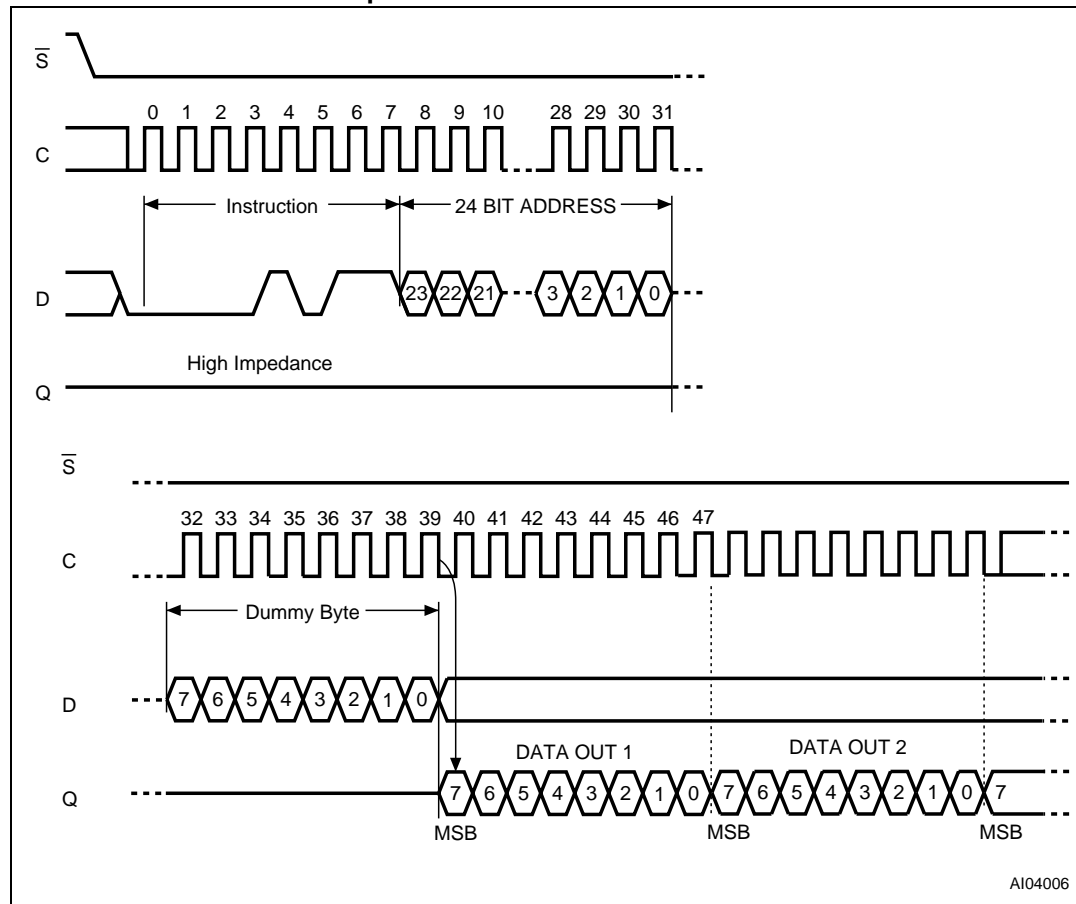 S̅
0 1 2 3 4 5 6 7 8 9 10 28 29 30 31
C
Instruction 24 BIT ADDRESS
D 23 22 21 3 2 1 0
High Impedance
Q
S̅
32 33 34 35 36 37 38 39 40 41 42 43 44 45 46 47
C
Dummy Byte
D 7 6 5 4 3 2 1 0
DATA OUT 1 DATA OUT 2
Q 7 6 5 4 3 2 1 0 7 6 5 4 3 2 1 0 7
MSB MSB MSB
AI04006